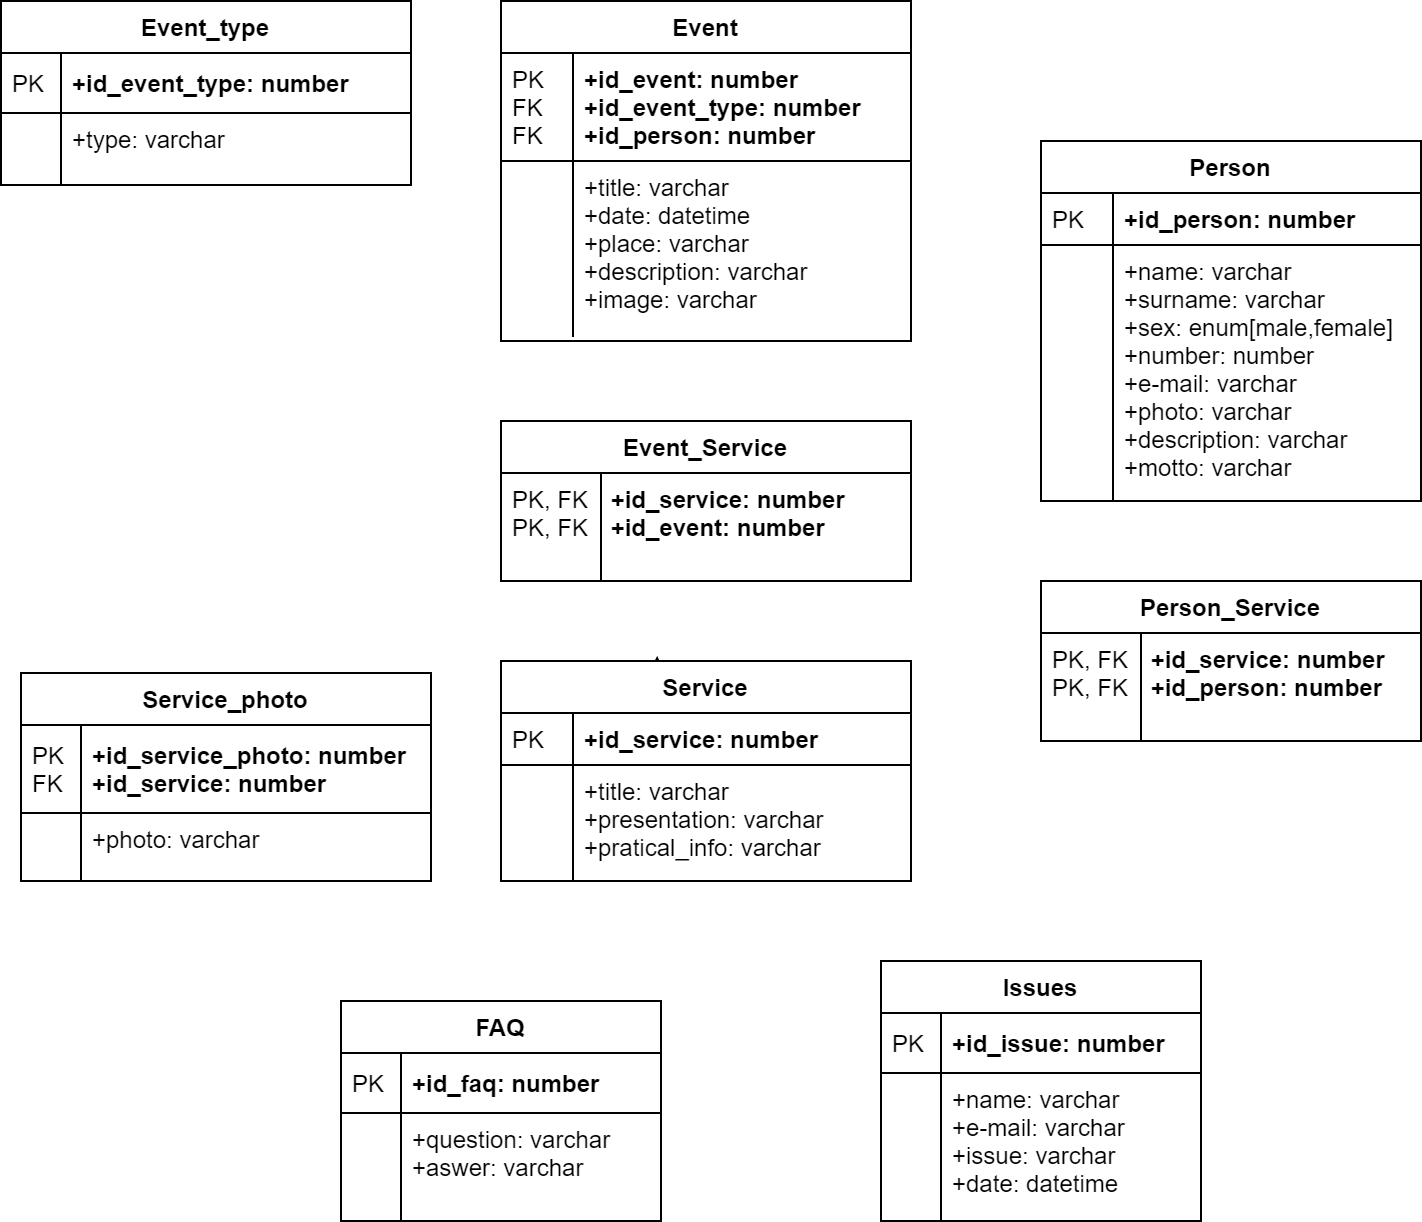 Event_type
PK
+id_event_type: number
+type: varchar
Event
PK
+id_event: number
FK
+id_event_type: number
FK
+id_person: number
+title: varchar
+date: datetime
+place: varchar
+description: varchar
+image: varchar
Person
PK
+id_person: number
+name: varchar
+surname: varchar
+sex: enum[male,female]
+number: number
+e-mail: varchar
+photo: varchar
+description: varchar
+motto: varchar
Event_Service
PK, FK
+id_service: number
PK, FK
+id_event: number
Person_Service
PK, FK
+id_service: number
PK, FK
+id_person: number
Service_photo
PK
+id_service_photo: number
FK
+id_service: number
+photo: varchar
Service
PK
+id_service: number
+title: varchar
+presentation: varchar
+pratical_info: varchar
FAQ
PK
+id_faq: number
+question: varchar
+aswer: varchar
Issues
PK
+id_issue: number
+name: varchar
+e-mail: varchar
+issue: varchar
+date: datetime